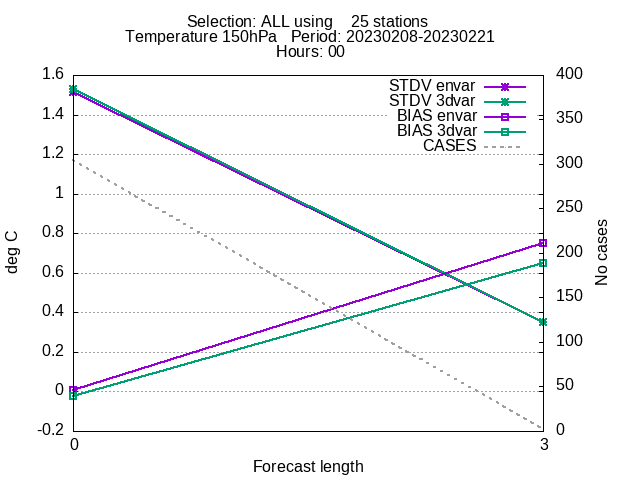 Selection: ALL using    25 stations
Temperature 150hPa   Period: 20230208-20230221
Hours: 00
1.6
1.4
1.2
1
0.8
0.6
0.4
0.2
0
-0.2
400
350
300
250
200
150
100
50
0
STDV envar
STDV 3dvar
BIAS envar
BIAS 3dvar
CASES
deg C
No cases
0
3
Forecast length